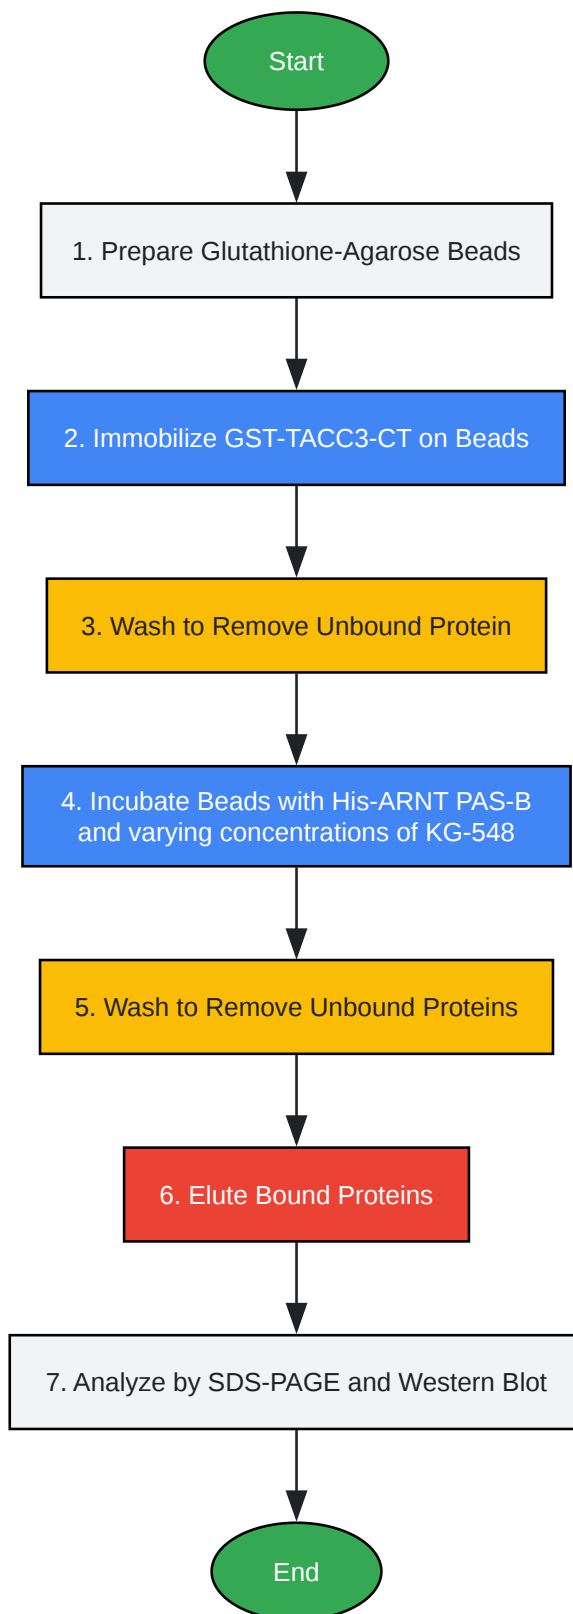 Start
1. Prepare Glutathione-Agarose Beads
2. Immobilize GST-TACC3-CT on Beads
3. Wash to Remove Unbound Protein
4. Incubate Beads with His-ARNT PAS-B
and varying concentrations of KG-548
5. Wash to Remove Unbound Proteins
6. Elute Bound Proteins
7. Analyze by SDS-PAGE and Western Blot
End